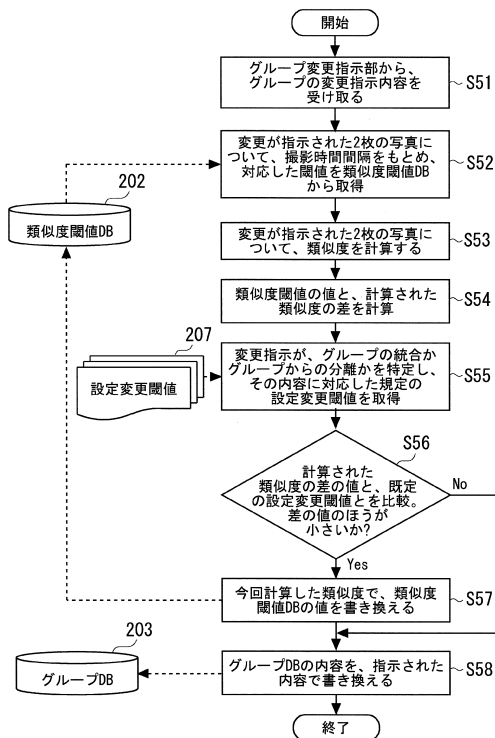 開始
グループ変更指示部から、
グループの変更指示内容を
受け取る
S51
変更が指示された2枚の写真に
ついて、撮影時間間隔をもとめ、
対応した閾値を類似度閾値DB
から取得
S52
202
類似度閾値DB
変更が指示された2枚の写真に
ついて、類似度を計算する
S53
類似度閾値の値と、計算された
類似度の差を計算
S54
207
設定変更閾値
変更指示が、グループの統合か
グループからの分離かを特定し、
その内容に対応した規定の
設定変更閾値を取得
S55
S56
計算された
類似度の差の値と、既定
の設定変更閾値とを比較。
差の値のほうが
小さいか?
No
Yes
今回計算した類似度で、類似度
閾値DBの値を書き換える
S57
203
グループDB
グループDBの内容を、指示された
内容で書き換える
S58
終了